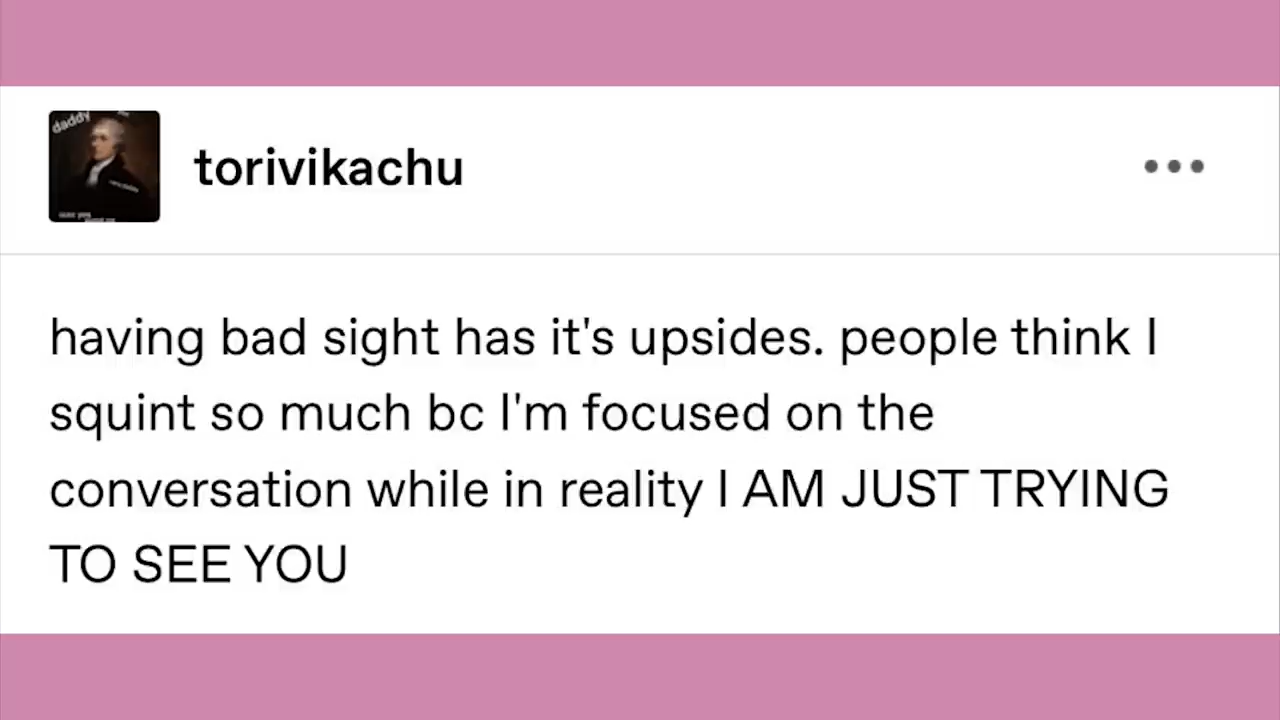 daddy
torivikachu
having bad sight has it's upsides. people think I
squint so much bc I'm focused on the
conversation while in reality I AM JUST TRYING
TO SEE YOU